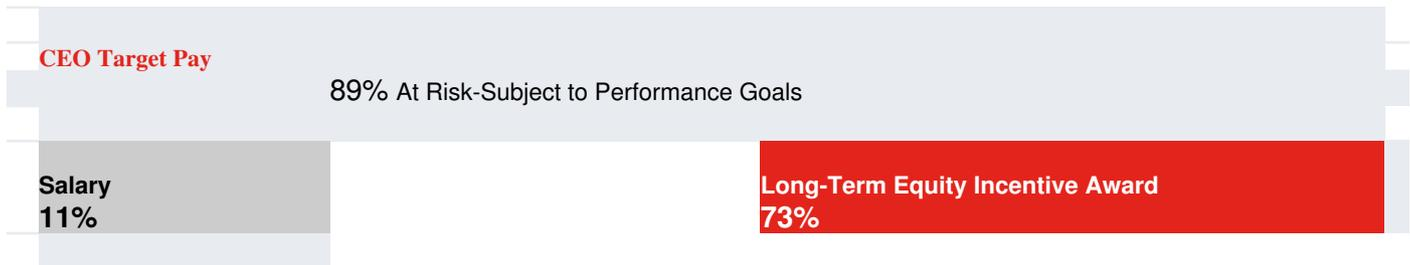 CEO Target Pay
89% At Risk-Subject to Performance Goals
Salary
11%
Long-Term Equity Incentive Award
73%